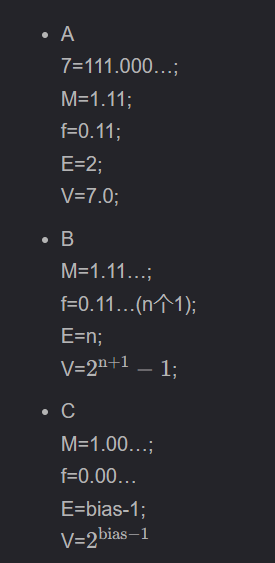 • A
7=111.000…;
M=1.11;
f=0.11;
E=2;
V=7.0;
• B
M=1.11…;
f=0.11…(n个1);
E=n;
V=2^{n+1} − 1;
• C
M=1.00…;
f=0.00…
E=bias-1;
V=2^{bias−1}